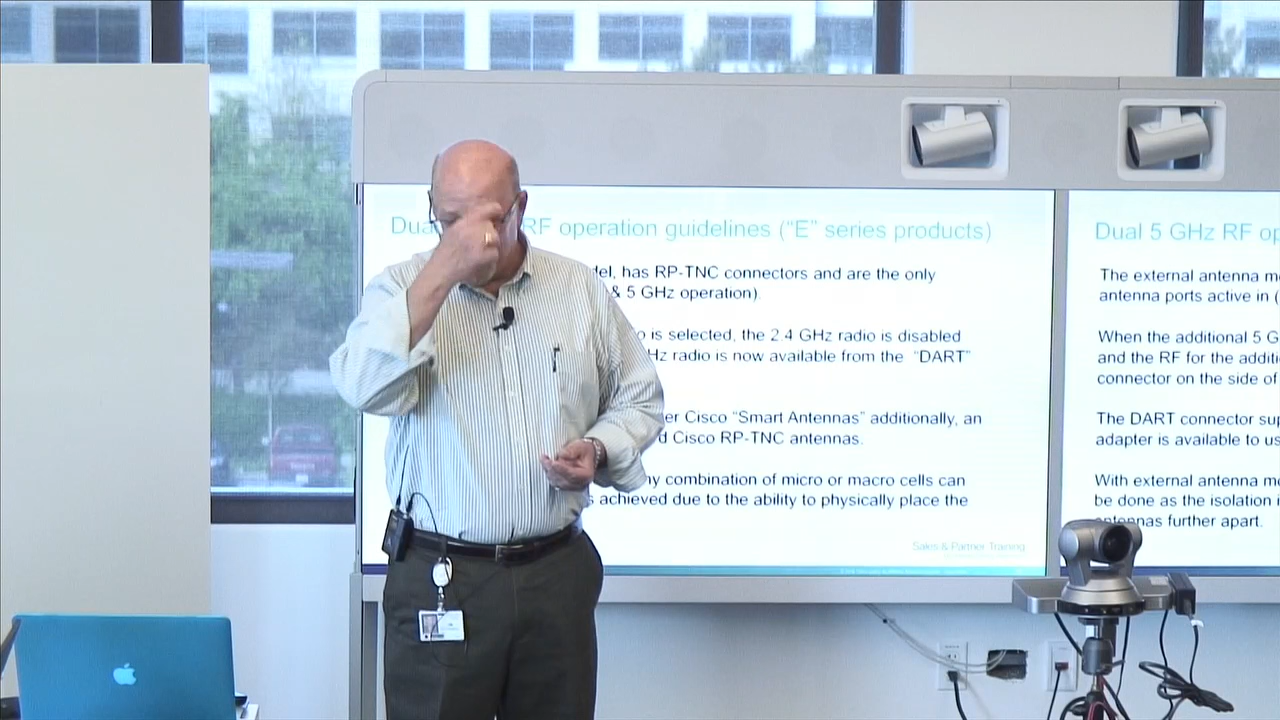 Dual RF operation guidelines (“E” series products)
del, has RP-TNC connectors and are the only
& 5 GHz operation).
o is selected, the 2.4 GHz radio is disabled
Hz radio is now available from the “DART”
er Cisco “Smart Antennas” additionally, an
d Cisco RP-TNC antennas.
ny combination of micro or macro cells can
s achieved due to the ability to physically place the
Sales & Partner Training
Dual 5 GHz RF op
The external antenna mo
antenna ports active in (
When the additional 5 G
and the RF for the additi
connector on the side of
The DART connector sup
adapter is available to us
With external antenna mo
be done as the isolation i
antennas further apart.